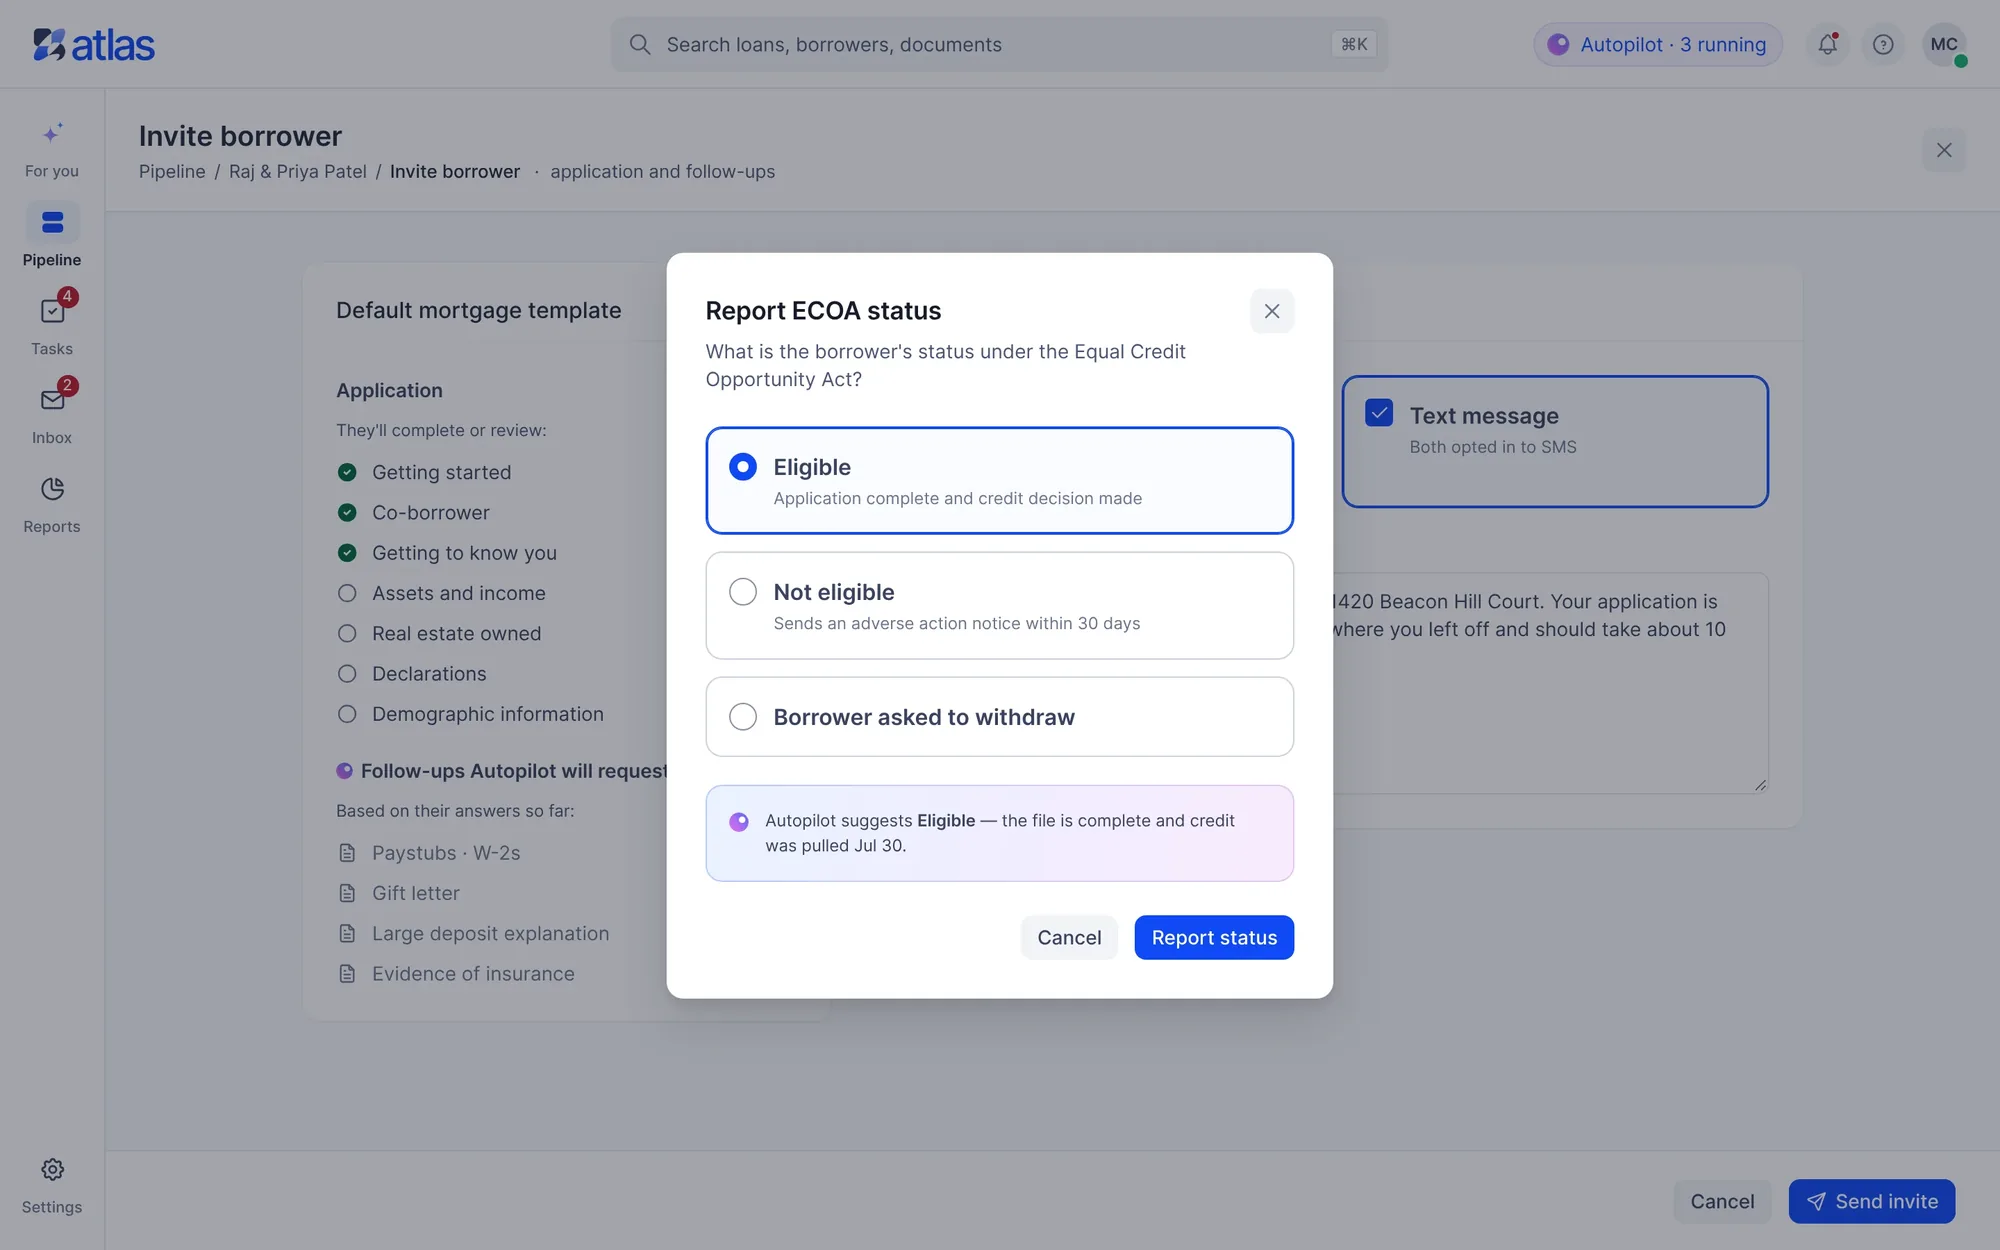 atlas
Search loans, borrowers, documents
⌘K
Autopilot · 3 running
MC
For you
Pipeline
4
Tasks
2
Inbox
Reports
Settings
Invite borrower
Pipeline / Raj & Priya Patel / Invite borrower · application and follow-ups
Default mortgage template
Application
They'll complete or review:
Getting started
Co-borrower
Getting to know you
Assets and income
Real estate owned
Declarations
Demographic information
Follow-ups Autopilot will request
Based on their answers so far:
Paystubs · W-2s
Gift letter
Large deposit explanation
Evidence of insurance
Report ECOA status
What is the borrower's status under the Equal Credit
Opportunity Act?
Eligible
Application complete and credit decision made
Not eligible
Sends an adverse action notice within 30 days
Borrower asked to withdraw
Autopilot suggests Eligible — the file is complete and credit
was pulled Jul 30.
Cancel
Report status
Text message
Both opted in to SMS
1420 Beacon Hill Court. Your application is
where you left off and should take about 10
Cancel
Send invite